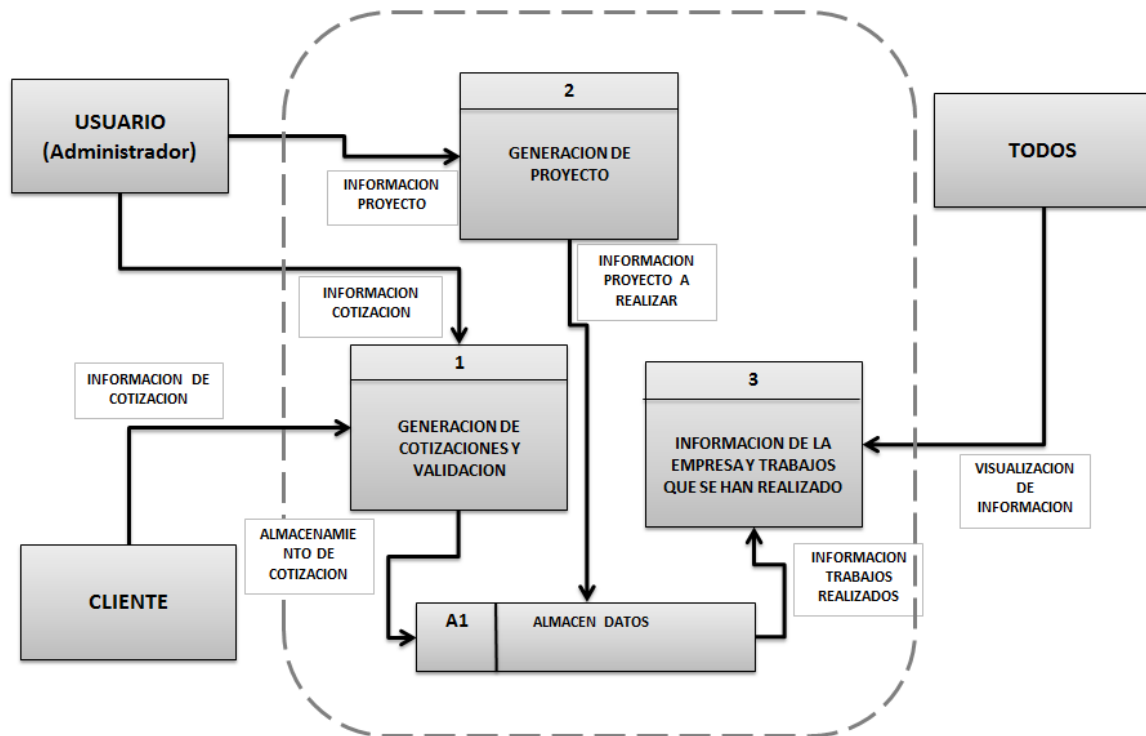 USUARIO
(Administrador)
2
GENERACION DE
PROYECTO
TODOS
INFORMACION
PROYECTO
INFORMACION
PROYECTO A
REALIZAR
INFORMACION
COTIZACION
INFORMACION DE
COTIZACION
1
GENERACION DE
COTIZACIONES Y
VALIDACION
3
INFORMACION DE LA
EMPRESA Y TRABAJOS
QUE SE HAN REALIZADO
VISUALIZACION
DE
INFORMACION
ALMACENAMIE
NTO DE
COTIZACION
INFORMACION
TRABAJOS
REALIZADOS
CLIENTE
A1
ALMACEN DATOS